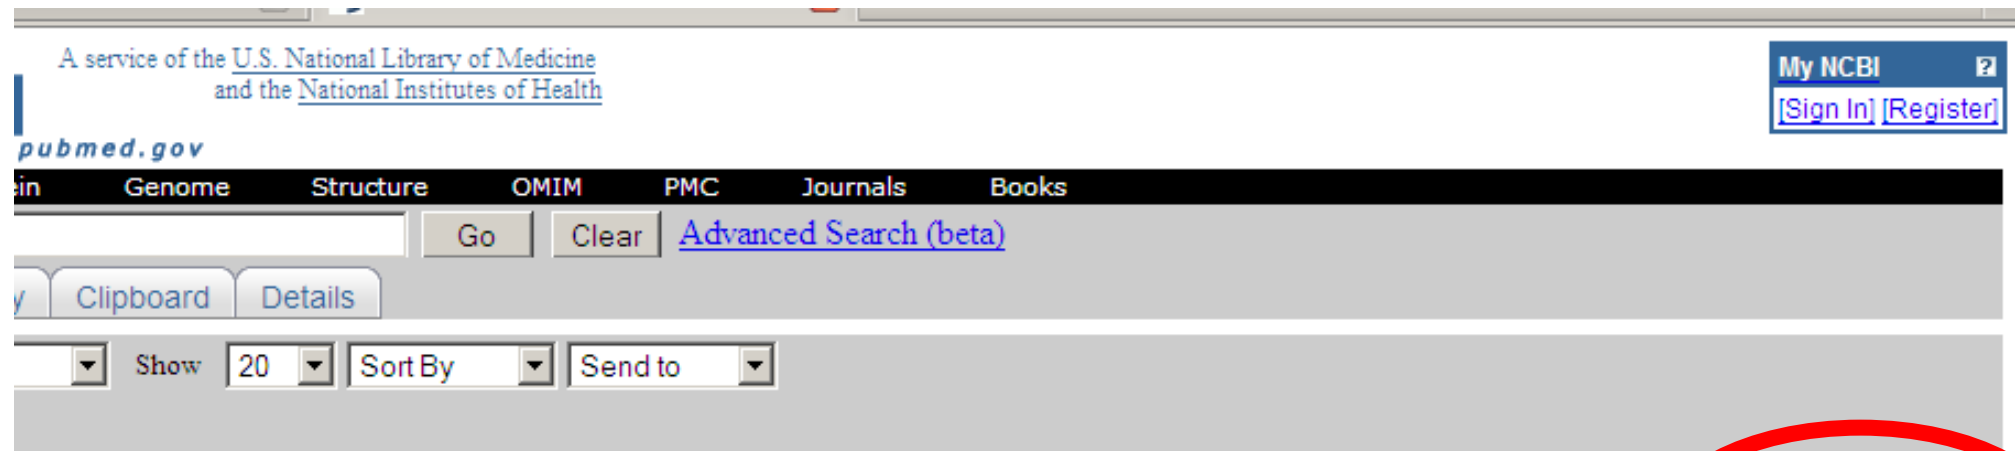 A service of the U.S. National Library of Medicine
and the National Institutes of Health
My NCBI ?
[Sign In] [Register]
pubmed.gov
Genome Structure OMIM PMC Journals Books
Go Clear Advanced Search (beta)
Clipboard Details
Show 20 Sort By Send to